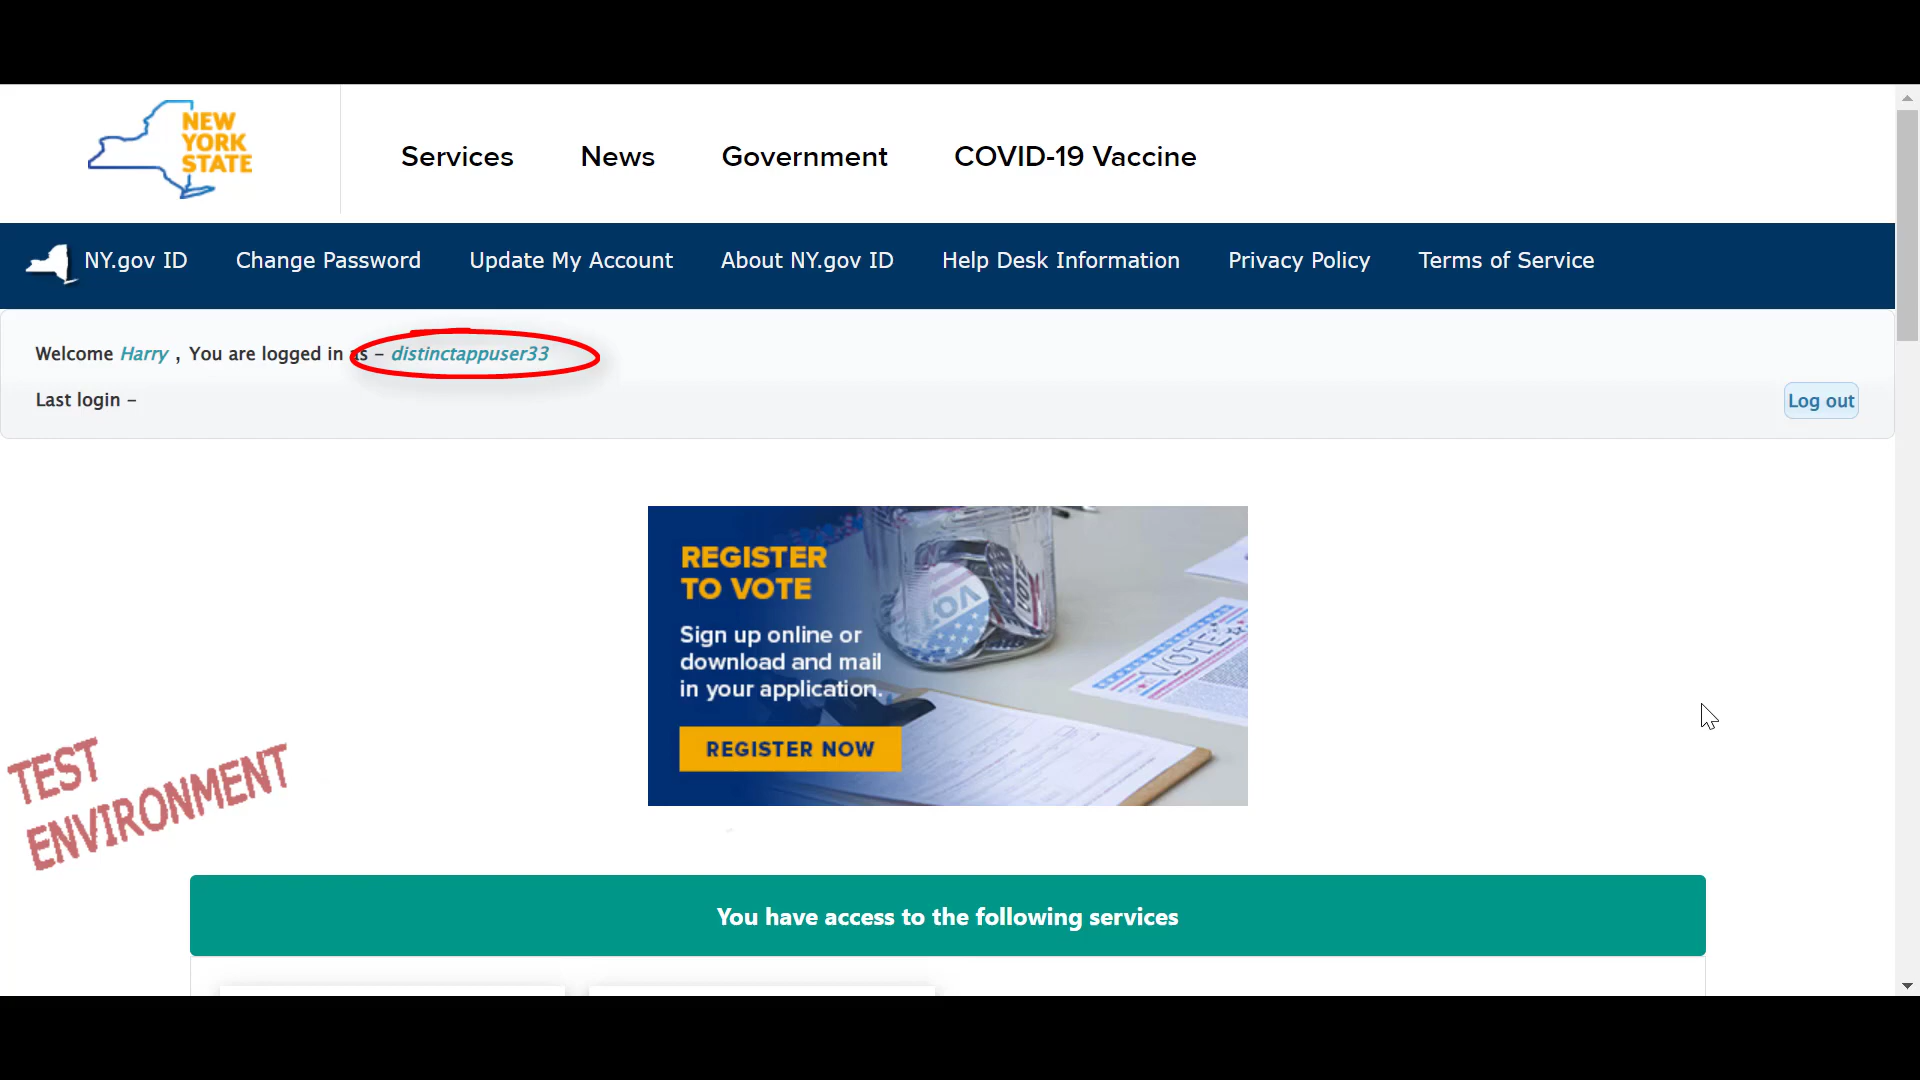 NEW
YORK
STATE
Services News Government COVID-19 Vaccine
NY.gov ID Change Password Update My Account About NY.gov ID Help Desk Information Privacy Policy Terms of Service
Welcome Harry , You are logged in as – distinctappuser33
Last login –
Log out
REGISTER
TO VOTE
Sign up online or
download and mail
in your application.
REGISTER NOW
VOTE
VOTE
TEST
ENVIRONMENT
You have access to the following services